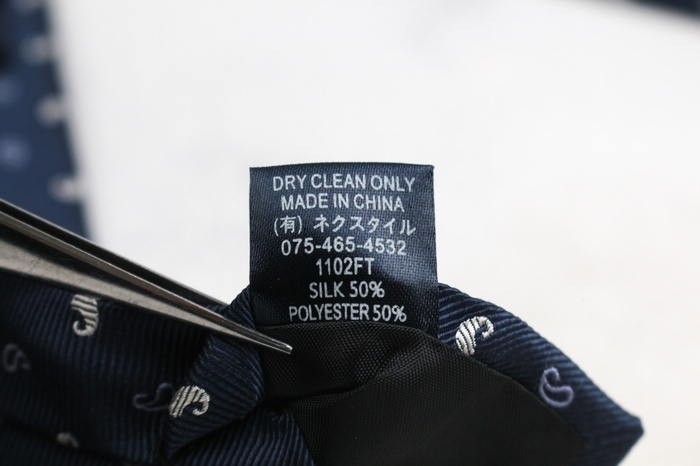 DRY CLEAN ONLY
MADE IN CHINA
(有) ネクスタイル
075-465-4532
1102FT
SILK 50%
POLYESTER 50%